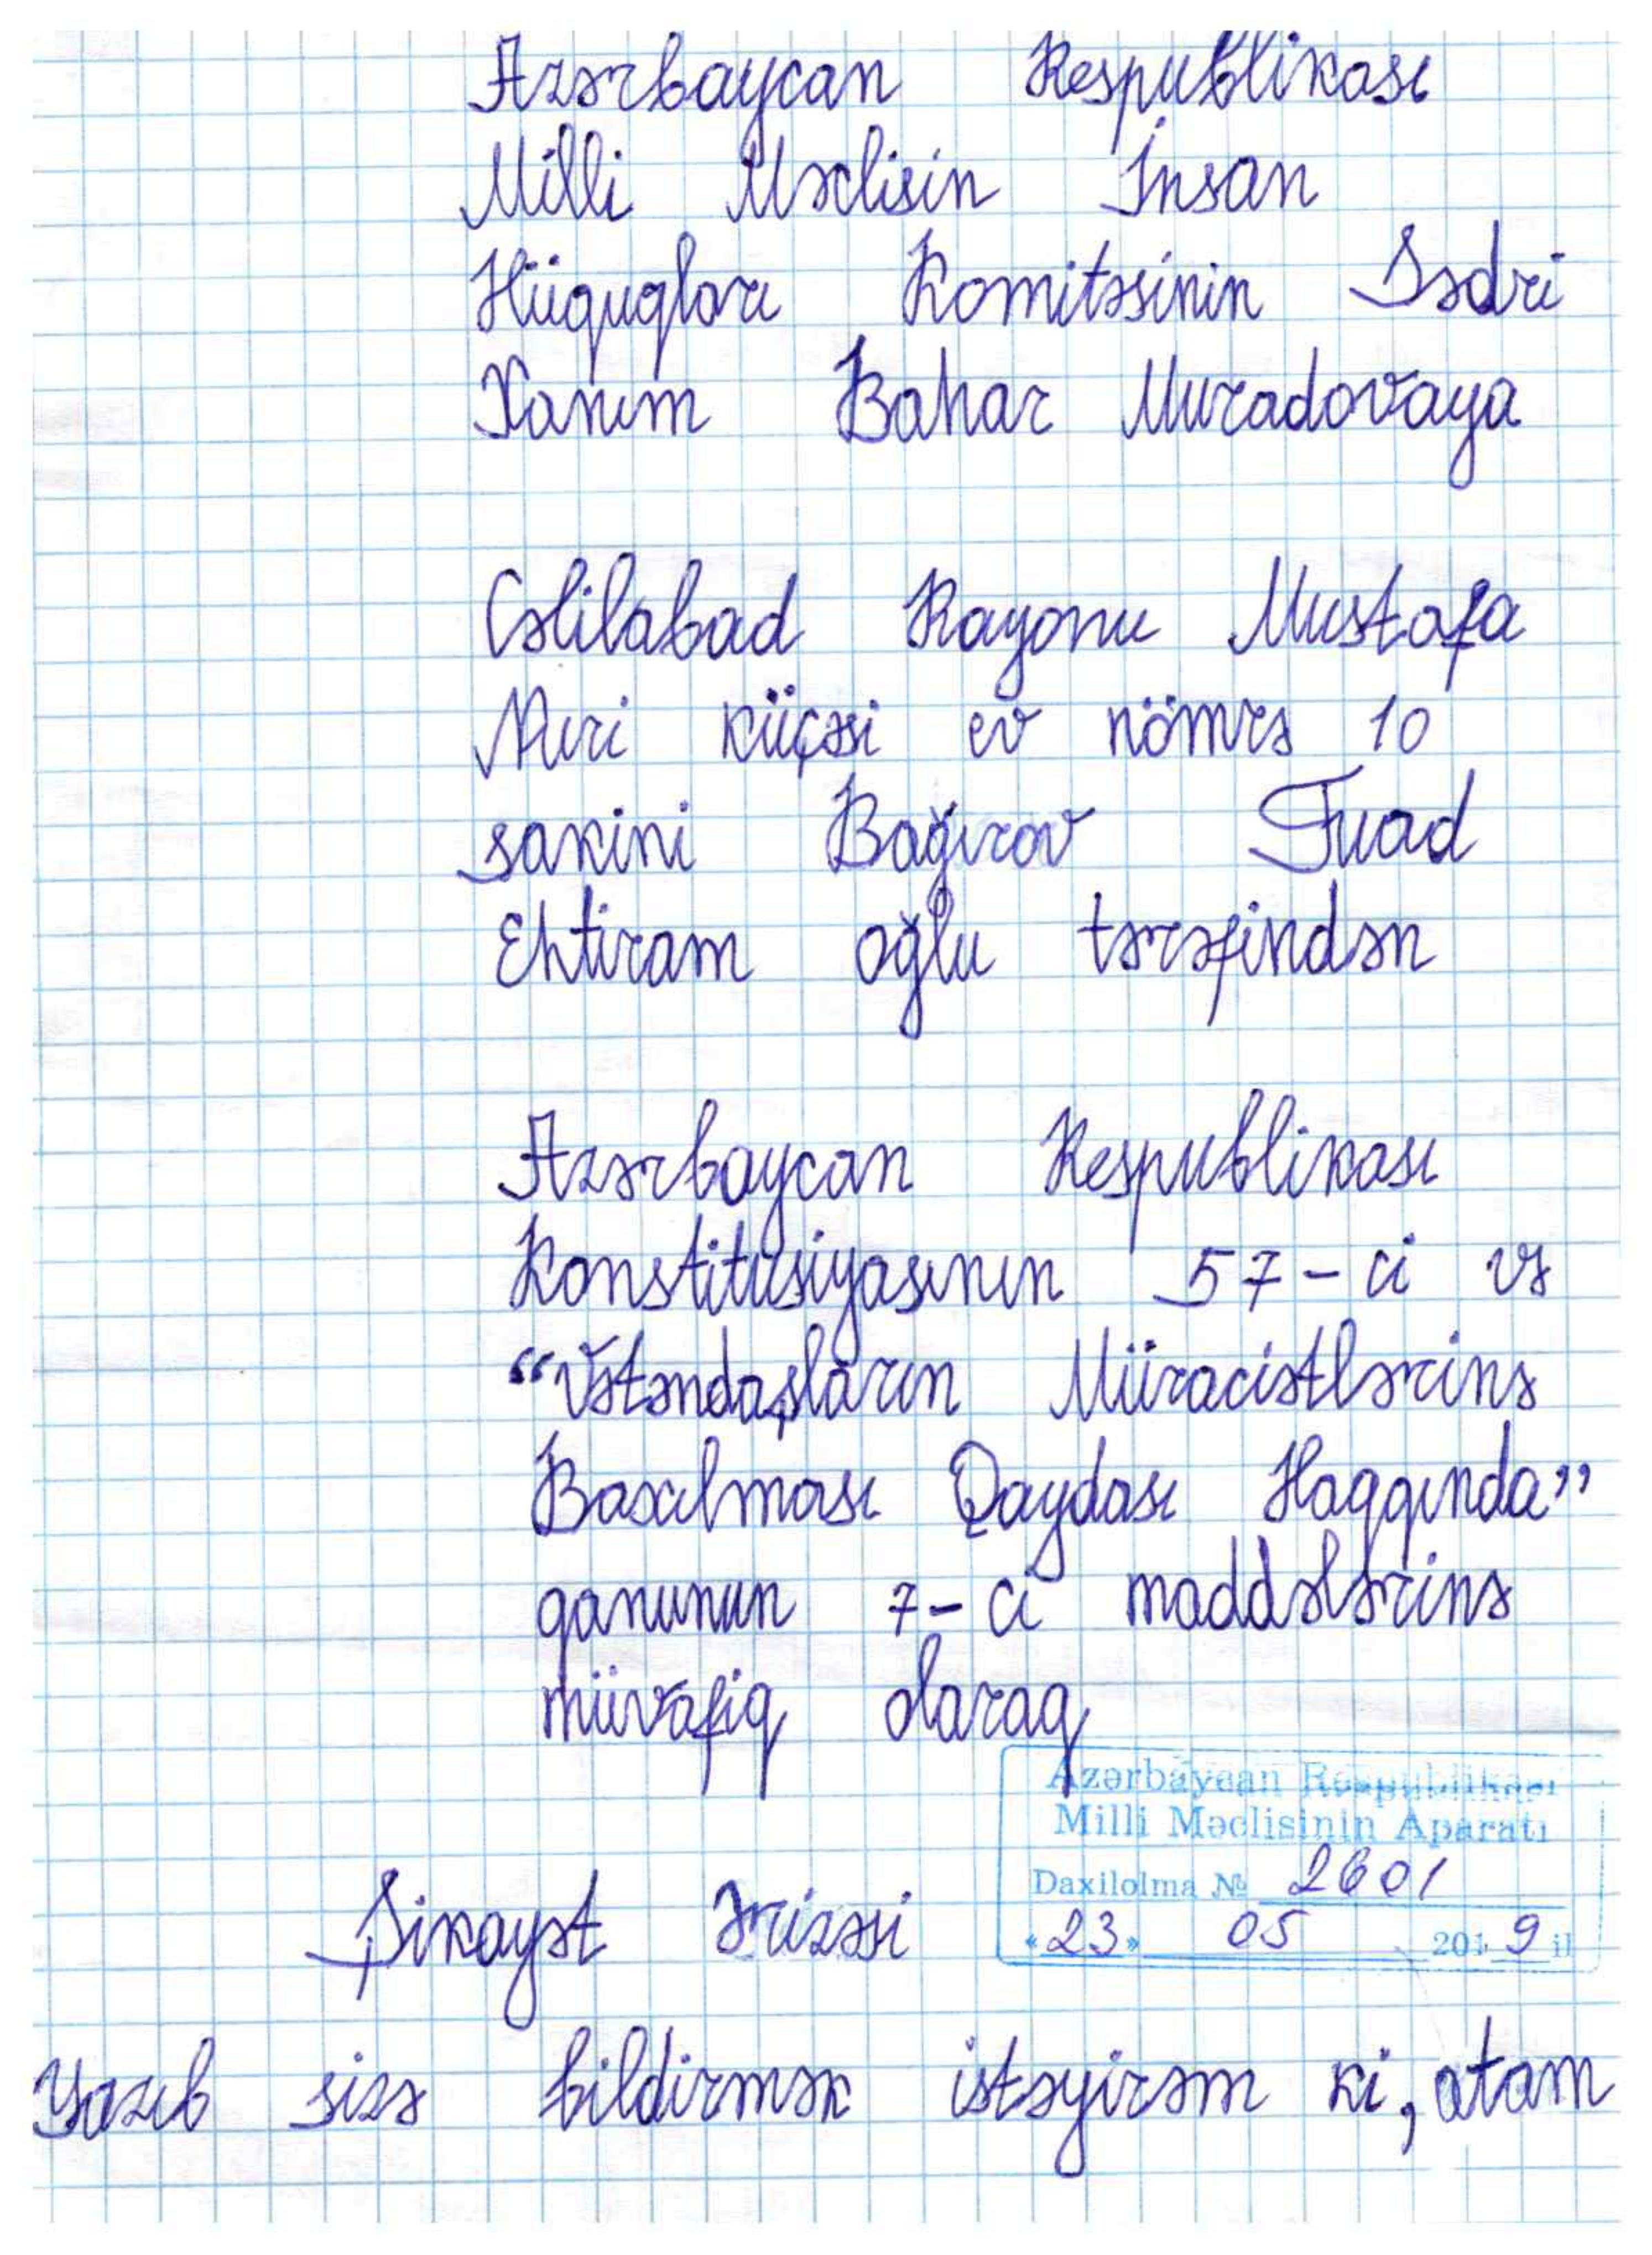 Azərbaycan Respublikası
Milli Məclisin İnsan
Hüquqları Komitəsinin Sədri
Xanım Bahar Muradovaya
Cəlilabad Rayonu Mustafa
Nuri küçəsi ev nömrə 10
sakini Bağırov Fuad
Ehtiram oğlu tərəfindən
Azərbaycan Respublikası
Konstitusiyasının 57-ci və
“Vətəndaşların Müraciətlərinə
Baxılması Qaydası Haqqında”
qanunun 7-ci maddələrinə
müvafiq olaraq
Azərbaycan Respublikası
Milli Məclisinin Aparatı
Daxilolma № 2601
«23» 05 2019 il
Şikayət Ərizəsi
Yazıb sizə bildirmək istəyirəm ki, atam